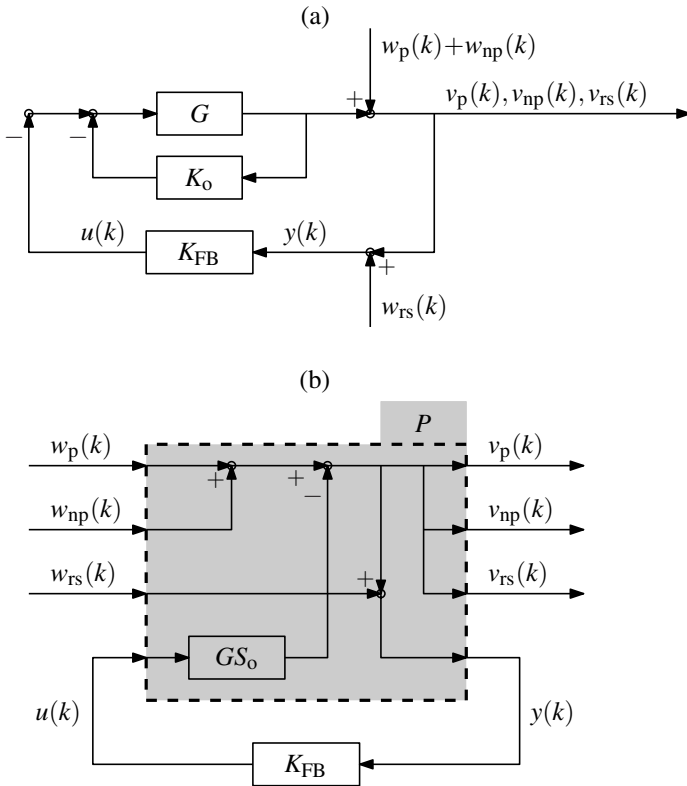 (a)
w_p(k)+w_np(k)
+
v_p(k),v_np(k),v_rs(k)
− − G
K_o
u(k) K_FB y(k)
+
w_rs(k)
(b)
P
w_p(k) + + − v_p(k)
w_np(k) v_np(k)
w_rs(k) + v_rs(k)
GS_o
u(k) y(k)
K_FB